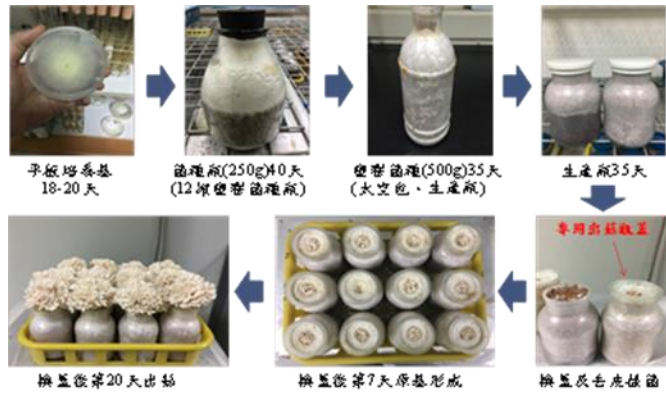 平板培養基
18-20天
菌種瓶(250g)40天
(12罐塑膠菌種瓶)
塑膠菌種(500g)35天
(太空包、生產瓶)
生產瓶35天
專用出菇瓶蓋
換蓋及去皮搔菌
換蓋後第7天原基形成
換蓋後第20天出菇